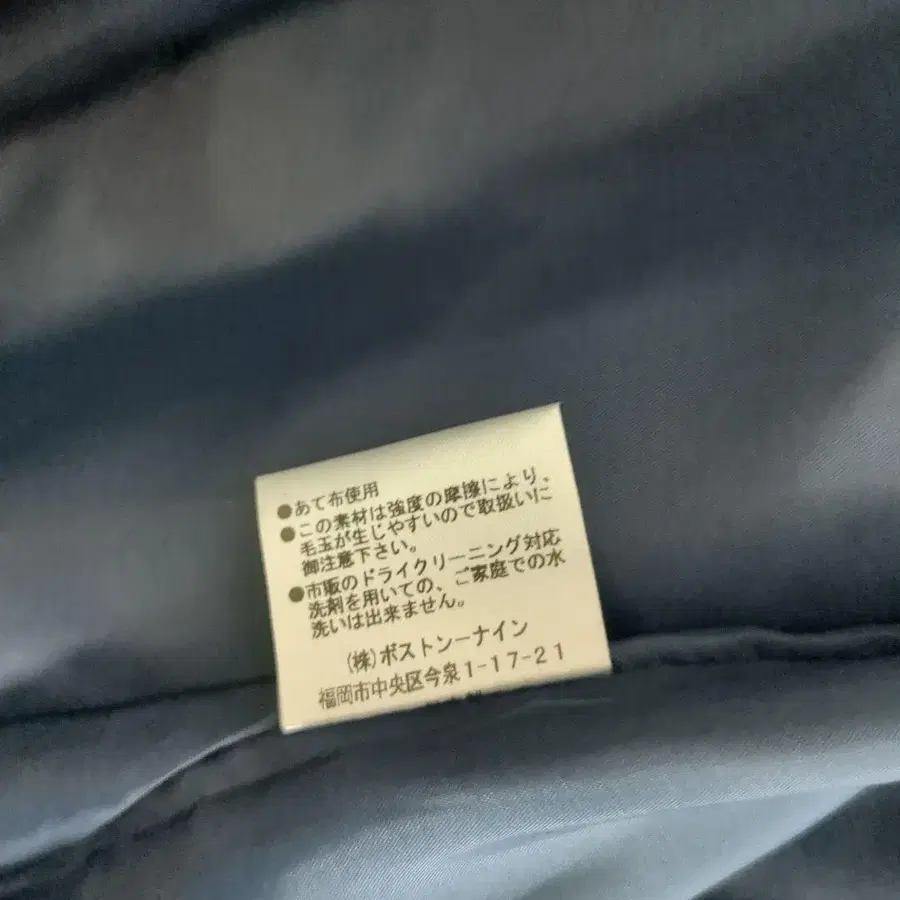 ●あて布使用
●この素材は強度の摩擦により、
毛玉が生じやすいので取扱いに
御注意下さい。
●市販のドライクリーニング対応
洗剤を用いての、ご家庭での水
洗いは出来ません。
(株)ボストンーナイン
福岡市中央区今泉1-17-21